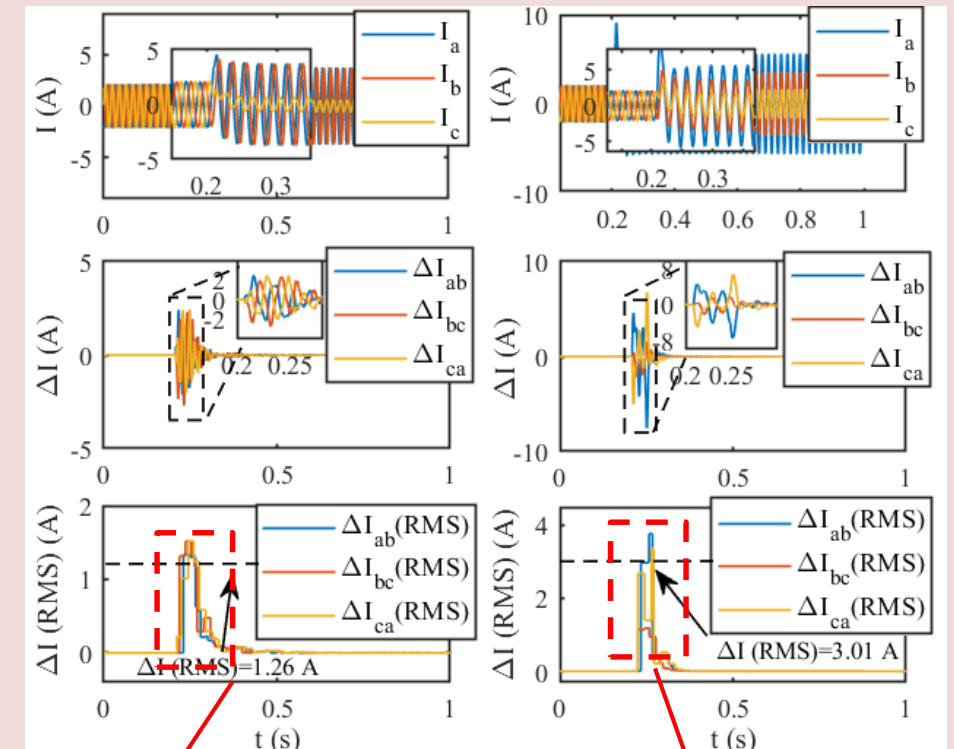 I (A)
5
0
-5
0
0.5
1
5
0
-5
0.2
0.3
I_a
I_b
I_c
I (A)
10
0
-10
0.2
0.4
0.6
0.8
1
5
0
-5
0.2
0.3
I_a
I_b
I_c
ΔI (A)
5
0
-5
0
0.5
1
2
0
-2
0.2
0.25
ΔI_ab
ΔI_bc
ΔI_ca
ΔI (A)
10
0
-10
0
0.5
1
8
0
-8
0.2
0.25
ΔI_ab
ΔI_bc
ΔI_ca
ΔI (RMS) (A)
2
1
0
0
0.5
1
t (s)
ΔI_ab(RMS)
ΔI_bc(RMS)
ΔI_ca(RMS)
ΔI (RMS)=1.26 A
ΔI (RMS) (A)
4
2
0
0
0.5
1
t (s)
ΔI_ab(RMS)
ΔI_bc(RMS)
ΔI_ca(RMS)
ΔI (RMS)=3.01 A